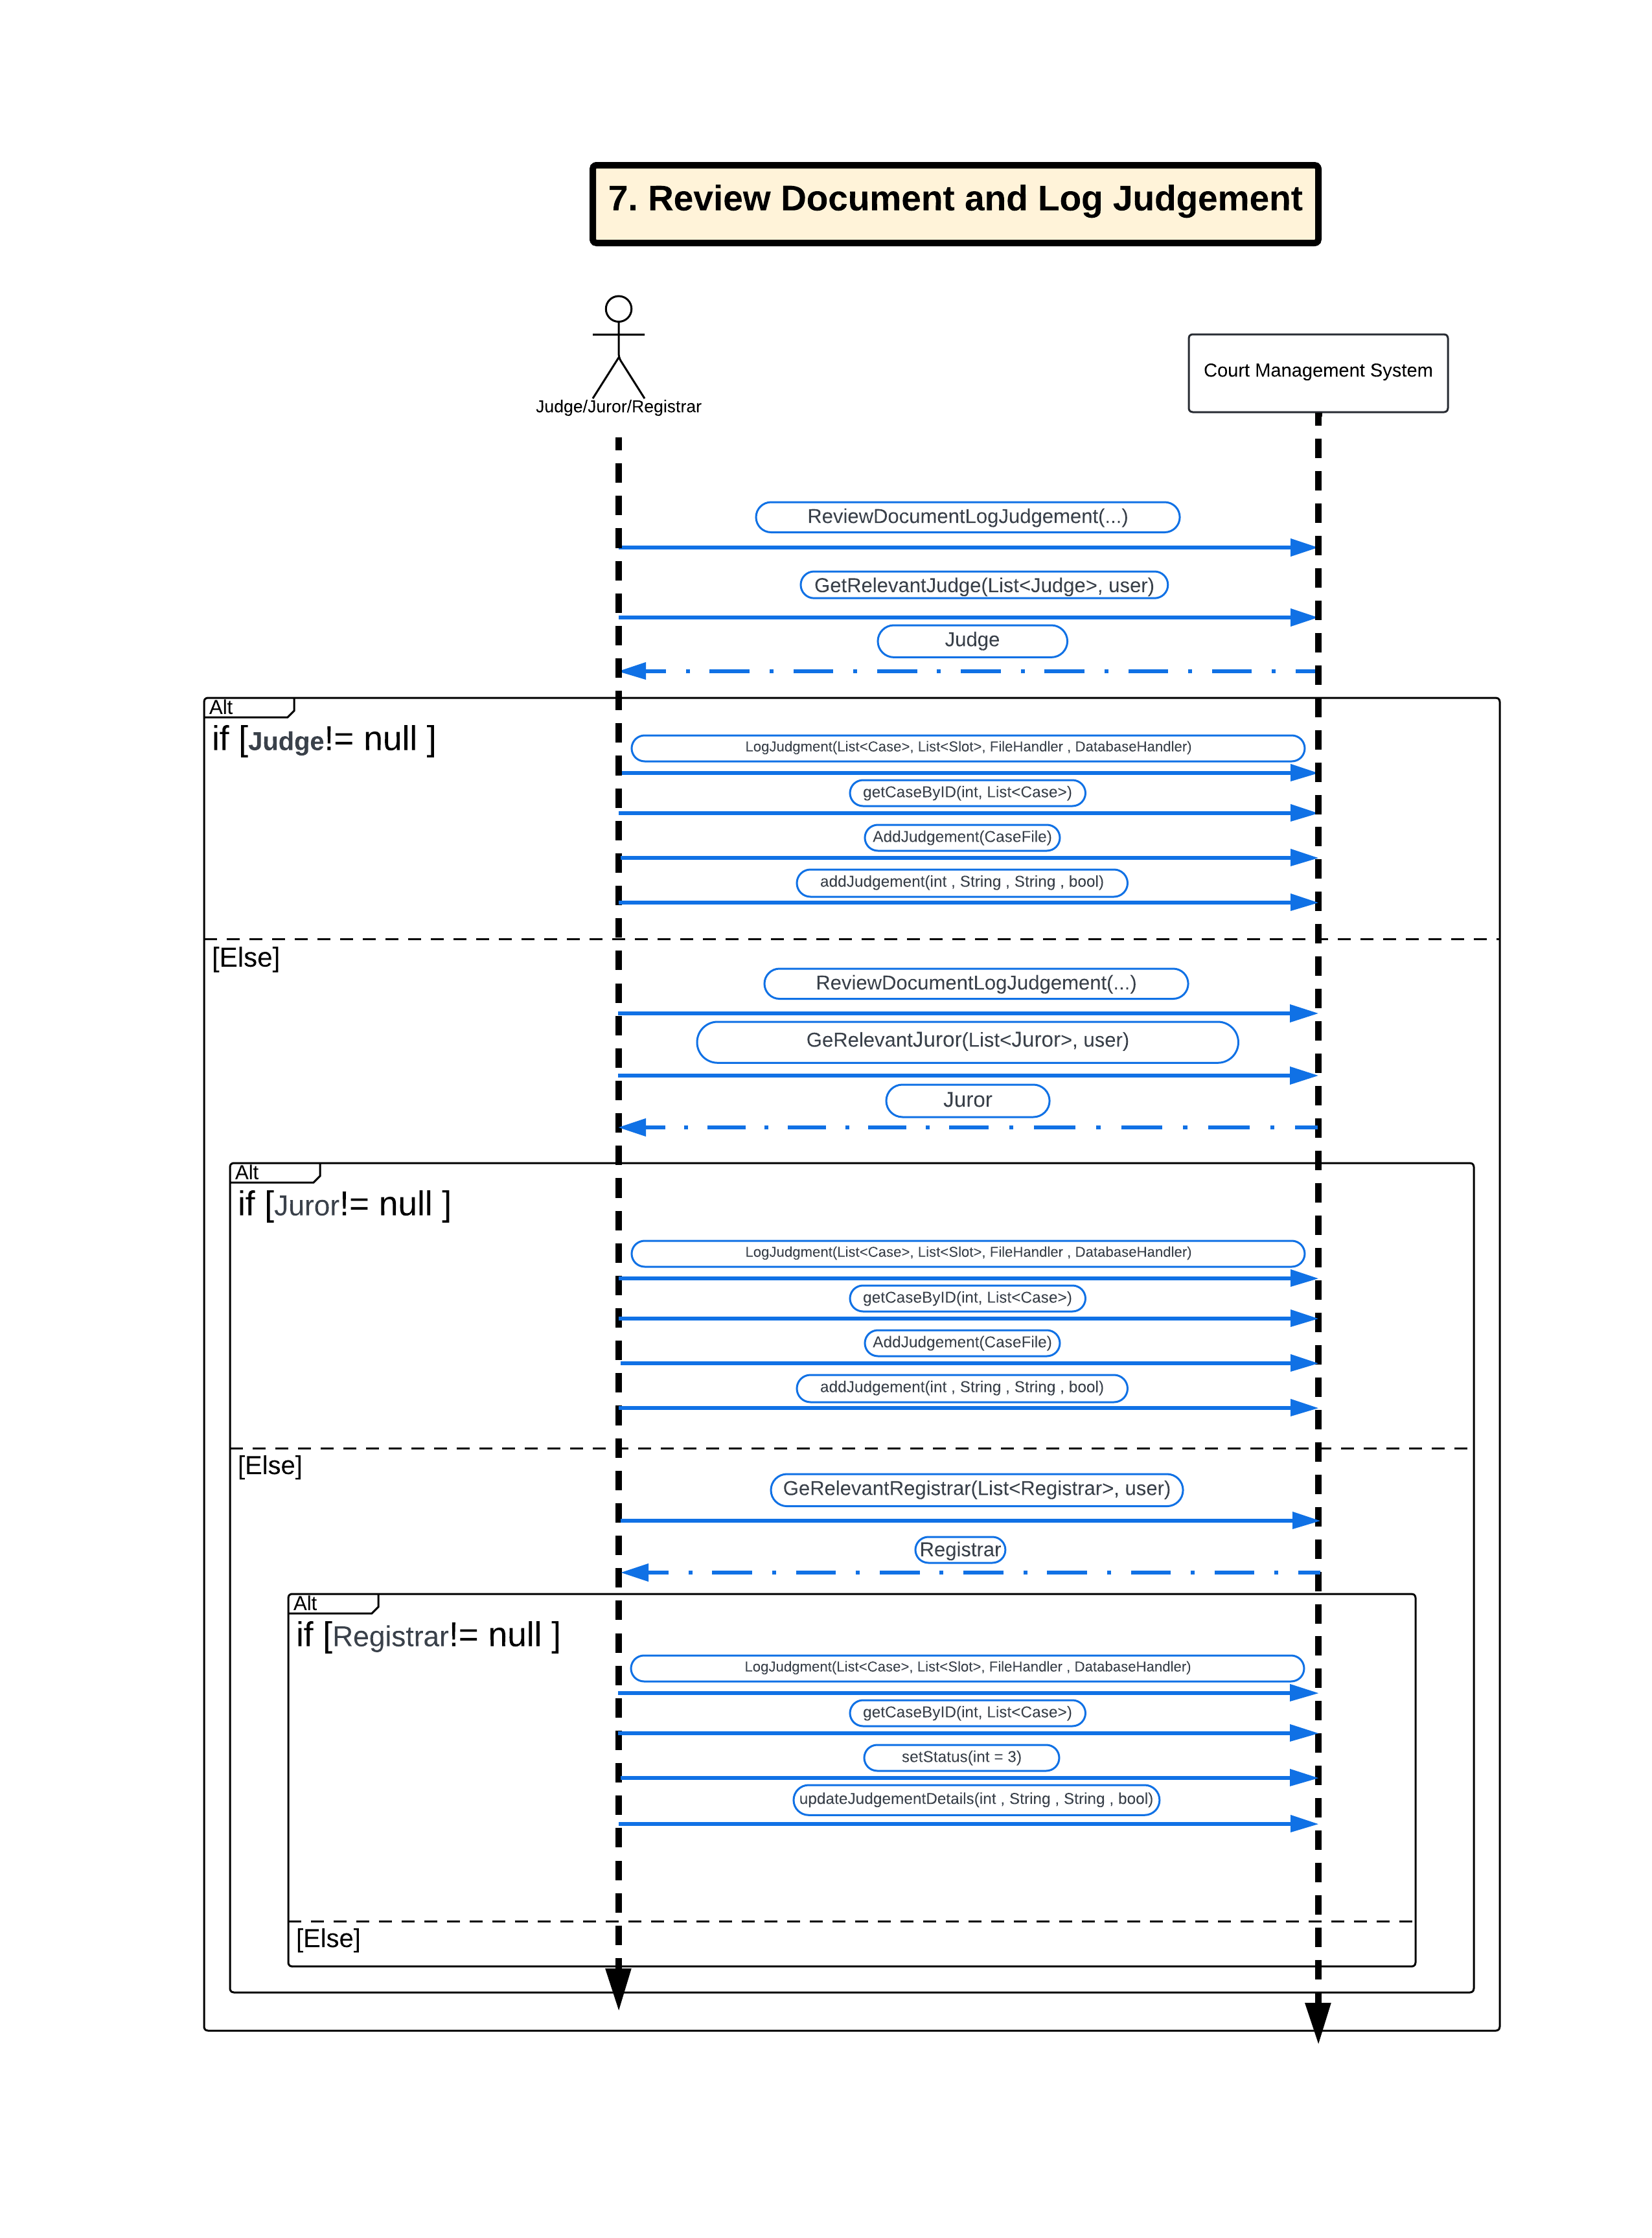 7. Review Document and Log Judgement
Judge/Juror/Registrar
Court Management System
ReviewDocumentLogJudgement(...)
GetRelevantJudge(List<Judge>, user)
Judge
Alt
if [Judge!= null ]
LogJudgment(List<Case>, List<Slot>, FileHandler , DatabaseHandler)
getCaseByID(int, List<Case>)
AddJudgement(CaseFile)
addJudgement(int , String , String , bool)
[Else]
ReviewDocumentLogJudgement(...)
GeRelevantJuror(List<Juror>, user)
Juror
Alt
if [Juror!= null ]
LogJudgment(List<Case>, List<Slot>, FileHandler , DatabaseHandler)
getCaseByID(int, List<Case>)
AddJudgement(CaseFile)
addJudgement(int , String , String , bool)
[Else]
GeRelevantRegistrar(List<Registrar>, user)
Registrar
Alt
if [Registrar!= null ]
LogJudgment(List<Case>, List<Slot>, FileHandler , DatabaseHandler)
getCaseByID(int, List<Case>)
setStatus(int = 3)
updateJudgementDetails(int , String , String , bool)
[Else]